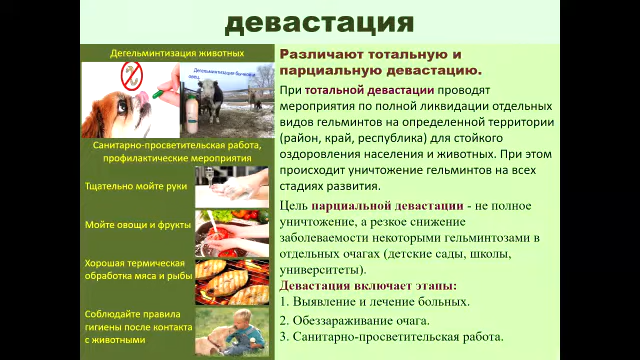 девастация
Дегельминтизация животных
Дегельминтизация бычков,
овец.
Санитарно-просветительская работа,
профилактические мероприятия
Тщательно мойте руки
Мойте овощи и фрукты
Хорошая термическая
обработка мяса и рыбы
Соблюдайте правила
гигиены после контакта
с животными
Различают тотальную и
парциальную девастацию.
При тотальной девастации проводят
мероприятия по полной ликвидации отдельных
видов гельминтов на определенной территории
(район, край, республика) для стойкого
оздоровления населения и животных. При этом
происходит уничтожение гельминтов на всех
стадиях развития.
Цель парциальной девастации - не полное
уничтожение, а резкое снижение
заболеваемости некоторыми гельминтозами в
отдельных очагах (детские сады, школы,
университеты).
Девастация включает этапы:
1. Выявление и лечение больных.
2. Обеззараживание очага.
3. Санитарно-просветительская работа.